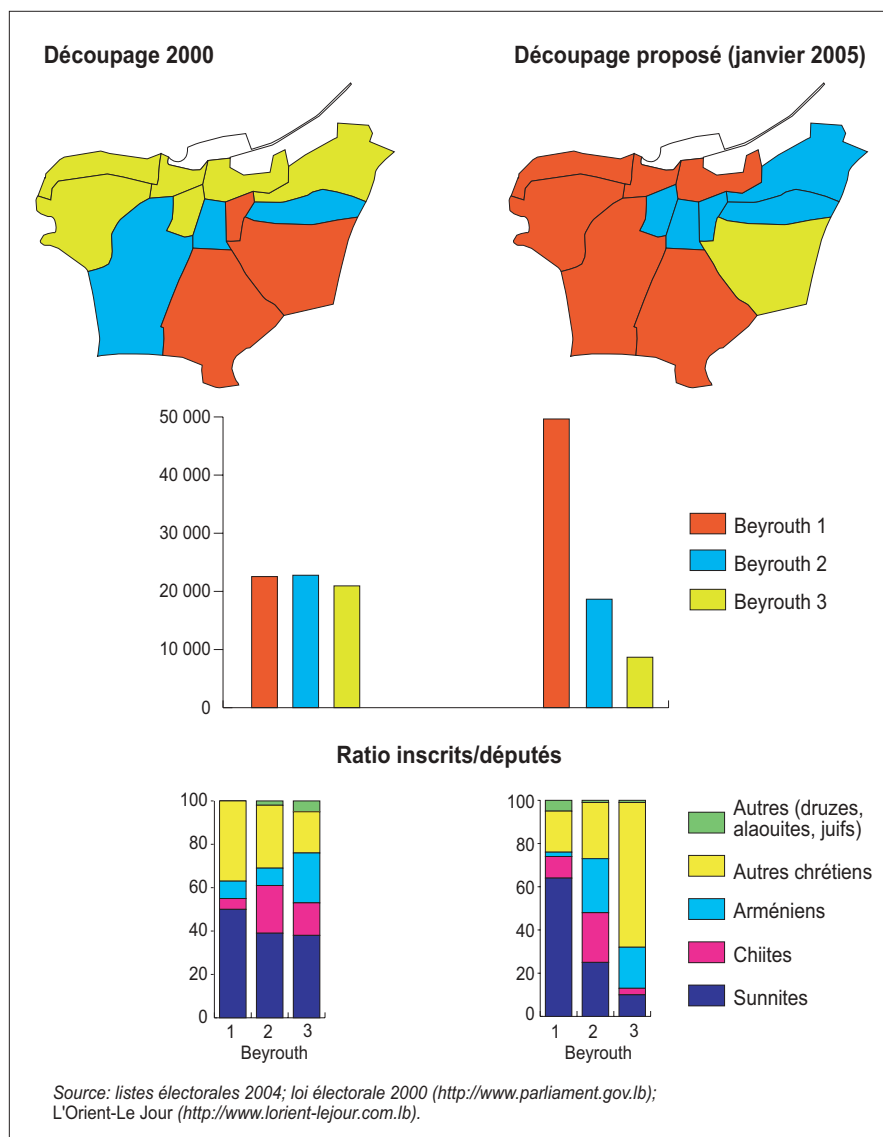 Découpage 2000
Découpage proposé (janvier 2005)
50 000
40 000
30 000
20 000
10 000
0
Beyrouth 1
Beyrouth 2
Beyrouth 3
Ratio inscrits/députés
100
80
60
40
20
0
1 2 3
Beyrouth
100
80
60
40
20
0
1 2 3
Beyrouth
Autres (druzes,
alaouites, juifs)
Autres chrétiens
Arméniens
Chiites
Sunnites
Source: listes électorales 2004; loi électorale 2000 (http://www.parliament.gov.lb);
L'Orient-Le Jour (http://www.lorient-lejour.com.lb).